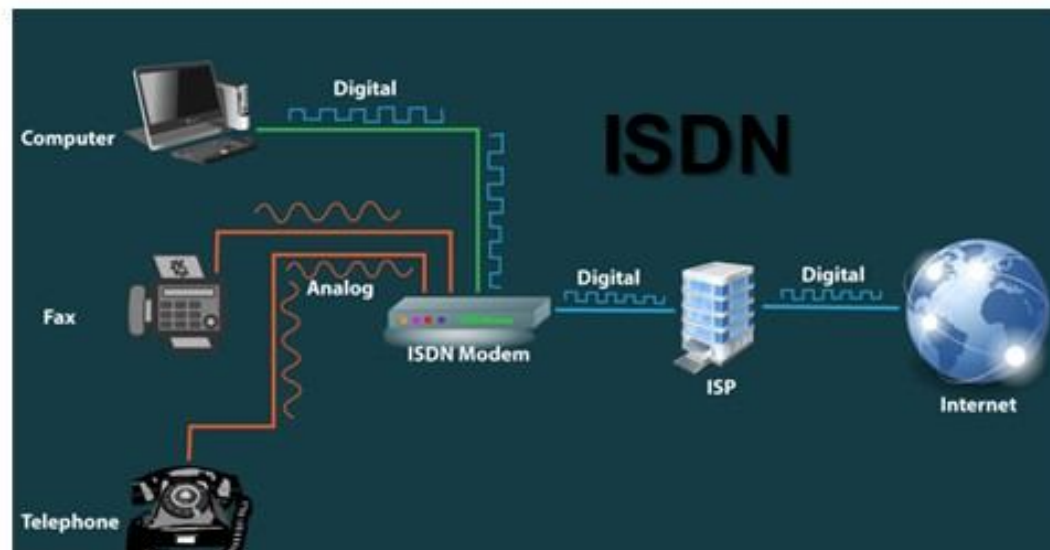 Digital
ISDN
Computer
Analog
Digital
Digital
Fax
ISDN Modem
ISP
Internet
Telephone